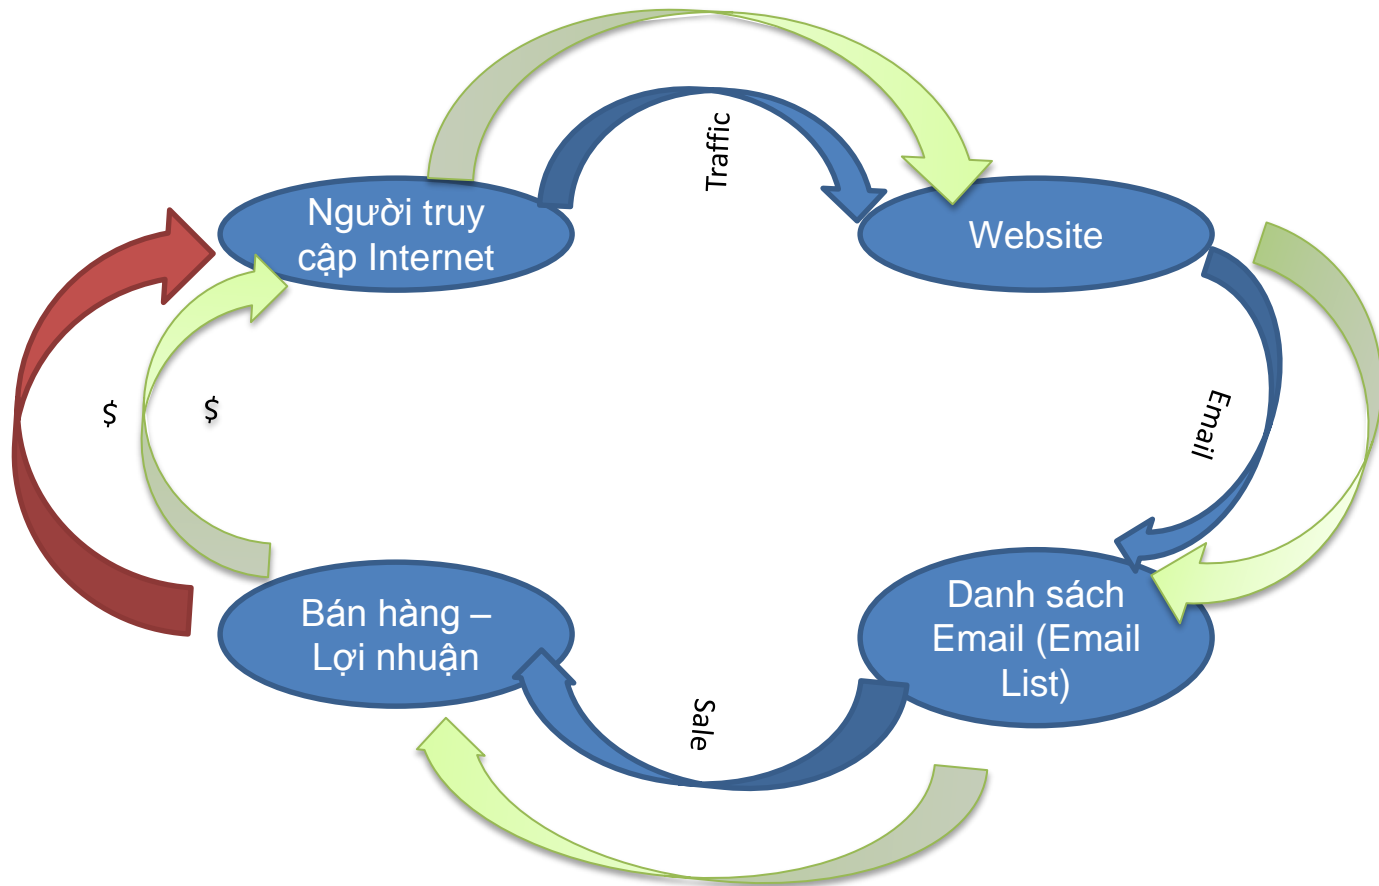 Traffic
Người truy
cập Internet
Website
$
$
Email
Bán hàng –
Lợi nhuận
Danh sách
Email (Email
List)
Sale